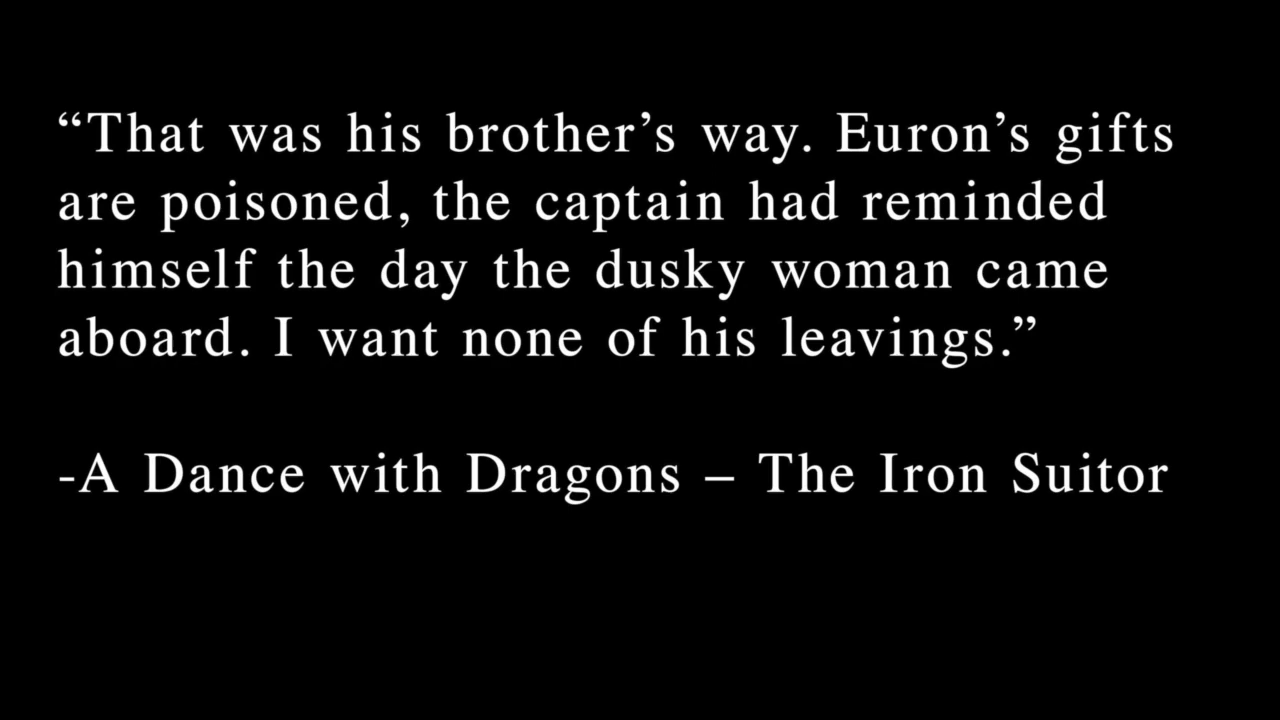 “That was his brother’s way. Euron’s gifts
are poisoned, the captain had reminded
himself the day the dusky woman came
aboard. I want none of his leavings.”
-A Dance with Dragons – The Iron Suitor